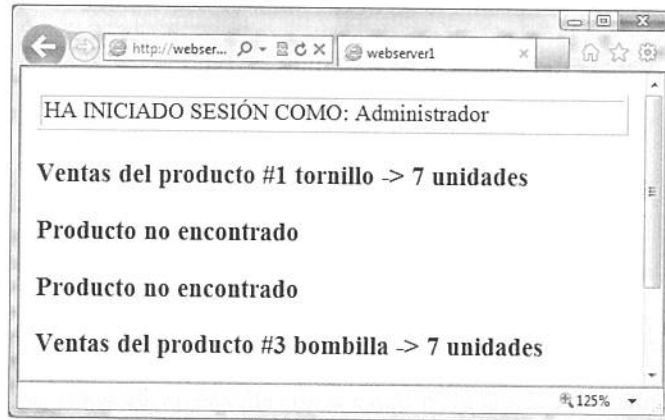 http://webser...
webserver1
HA INICIADO SESIÓN COMO: Administrador
Ventas del producto #1 tornillo -> 7 unidades
Producto no encontrado
Producto no encontrado
Ventas del producto #3 bombilla -> 7 unidades
125%